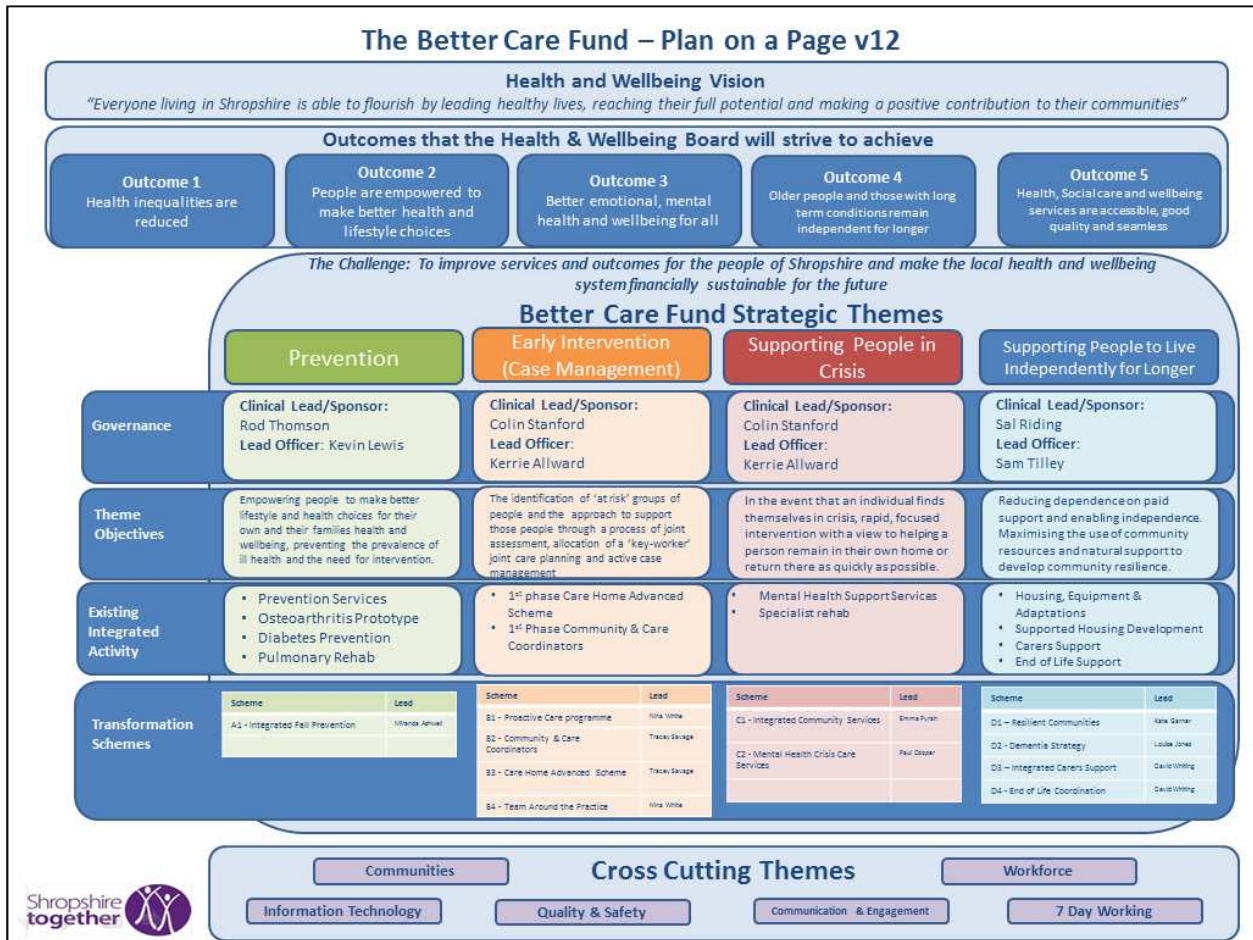 The Better Care Fund – Plan on a Page v12
Health and Wellbeing Vision
"Everyone living in Shropshire is able to flourish by leading healthy lives, reaching their full potential and making a positive contribution to their communities"
Outcomes that the Health & Wellbeing Board will strive to achieve
Outcome 1
Health inequalities are
reduced
Outcome 2
People are empowered to
make better health and
lifestyle choices
Outcome 3
Better emotional, mental
health and wellbeing for all
Outcome 4
Older people and those with long
term conditions remain
independent for longer
Outcome 5
Health, Social care and wellbeing
services are accessible, good
quality and seamless
The Challenge: To improve services and outcomes for the people of Shropshire and make the local health and wellbeing
system financially sustainable for the future
Better Care Fund Strategic Themes
Prevention
Early Intervention
(Case Management)
Supporting People in
Crisis
Supporting People to Live
Independently for Longer
Governance
Clinical Lead/Sponsor:
Rod Thomson
Lead Officer: Kevin Lewis
Clinical Lead/Sponsor:
Colin Stanford
Lead Officer:
Kerrie Allward
Clinical Lead/Sponsor:
Colin Stanford
Lead Officer:
Kerrie Allward
Clinical Lead/Sponsor:
Sal Riding
Lead Officer:
Sam Tilley
Theme
Objectives
Empowering people to make better
lifestyle and health choices for their
own and their families health and
wellbeing, preventing the prevalence of
ill health and the need for intervention.
The identification of 'at risk' groups of
people and the approach to support
those people through a process of joint
assessment, allocation of a 'key-worker'
joint care planning and active case
management
In the event that an individual finds
themselves in crisis, rapid, focused
intervention with a view to helping a
person remain in their own home or
return there as quickly as possible.
Reducing dependence on paid
support and enabling independence.
Maximising the use of community
resources and natural support to
develop community resilience.
Existing
Integrated
Activity
• Prevention Services
• Osteoarthritis Prototype
• Diabetes Prevention
• Pulmonary Rehab
• 1st phase Care Home Advanced
Scheme
• 1st Phase Community & Care
Coordinators
• Mental Health Support Services
• Specialist rehab
• Housing, Equipment &
Adaptations
• Supported Housing Development
• Carers Support
• End of Life Support
Transformation
Schemes
Scheme Lead
A1 - Integrated Fall Prevention Miranda Ashwell
Scheme Lead
B1 - Proactive Care programme Nina White
B2 - Community & Care
Coordinators Tracey Savage
B3 - Care Home Advanced Scheme Tracey Savage
B4 - Team Around the Practice Nina White
Scheme Lead
C1 - Integrated Community Services Emma
C2 - Mental Health Crisis Care
Services Paul Cooper
Scheme Lead
D1 – Resilient Communities Kate Garner
D2 - Dementia Strategy Louise Jones
D3 – Integrated Carers Support David Whiting
D4 - End of Life Coordination David Whiting
Cross Cutting Themes
Communities
Workforce
Information Technology
Quality & Safety
Communication & Engagement
7 Day Working
Shropshire
together